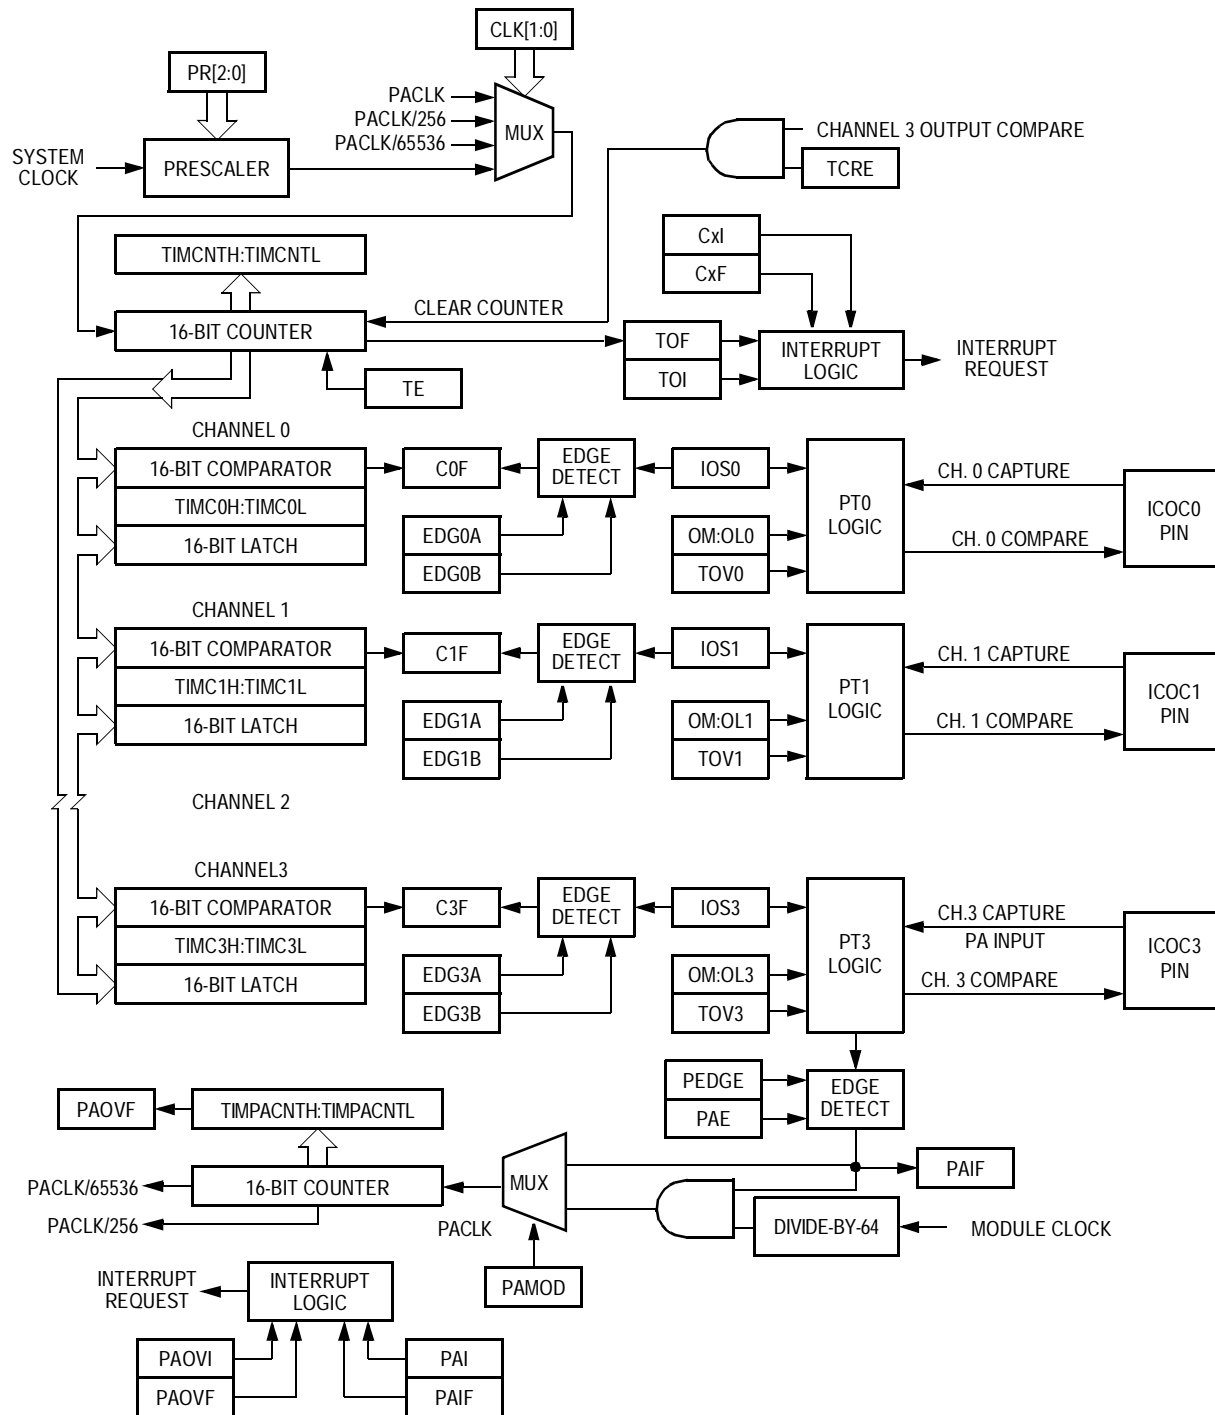 CLK[1:0]
PR[2:0]
PACLK
PACLK/256
PACLK/65536
MUX
CHANNEL 3 OUTPUT COMPARE
SYSTEM
CLOCK
PRESCALER
TCRE
TIMCNTH:TIMCNTL
CxI
CxF
CLEAR COUNTER
16-BIT COUNTER
TOF
TOI
INTERRUPT
LOGIC
INTERRUPT
REQUEST
TE
CHANNEL 0
16-BIT COMPARATOR
TIMC0H:TIMC0L
16-BIT LATCH
C0F
EDGE
DETECT
IOS0
EDG0A
EDG0B
OM:OL0
TOV0
PT0
LOGIC
CH. 0 CAPTURE
CH. 0 COMPARE
ICOC0
PIN
CHANNEL 1
16-BIT COMPARATOR
TIMC1H:TIMC1L
16-BIT LATCH
C1F
EDGE
DETECT
IOS1
EDG1A
EDG1B
OM:OL1
TOV1
PT1
LOGIC
CH. 1 CAPTURE
CH. 1 COMPARE
ICOC1
PIN
CHANNEL 2
CHANNEL3
16-BIT COMPARATOR
TIMC3H:TIMC3L
16-BIT LATCH
C3F
EDGE
DETECT
IOS3
EDG3A
EDG3B
OM:OL3
TOV3
PT3
LOGIC
CH.3 CAPTURE
PA INPUT
CH. 3 COMPARE
ICOC3
PIN
PEDGE
PAE
EDGE
DETECT
PAOVF
TIMPACNTH:TIMPACNTL
PACLK/65536
16-BIT COUNTER
PACLK/256
PACLK
MUX
PAIF
DIVIDE-BY-64
MODULE CLOCK
PAMOD
INTERRUPT
REQUEST
INTERRUPT
LOGIC
PAOVI
PAOVF
PAI
PAIF